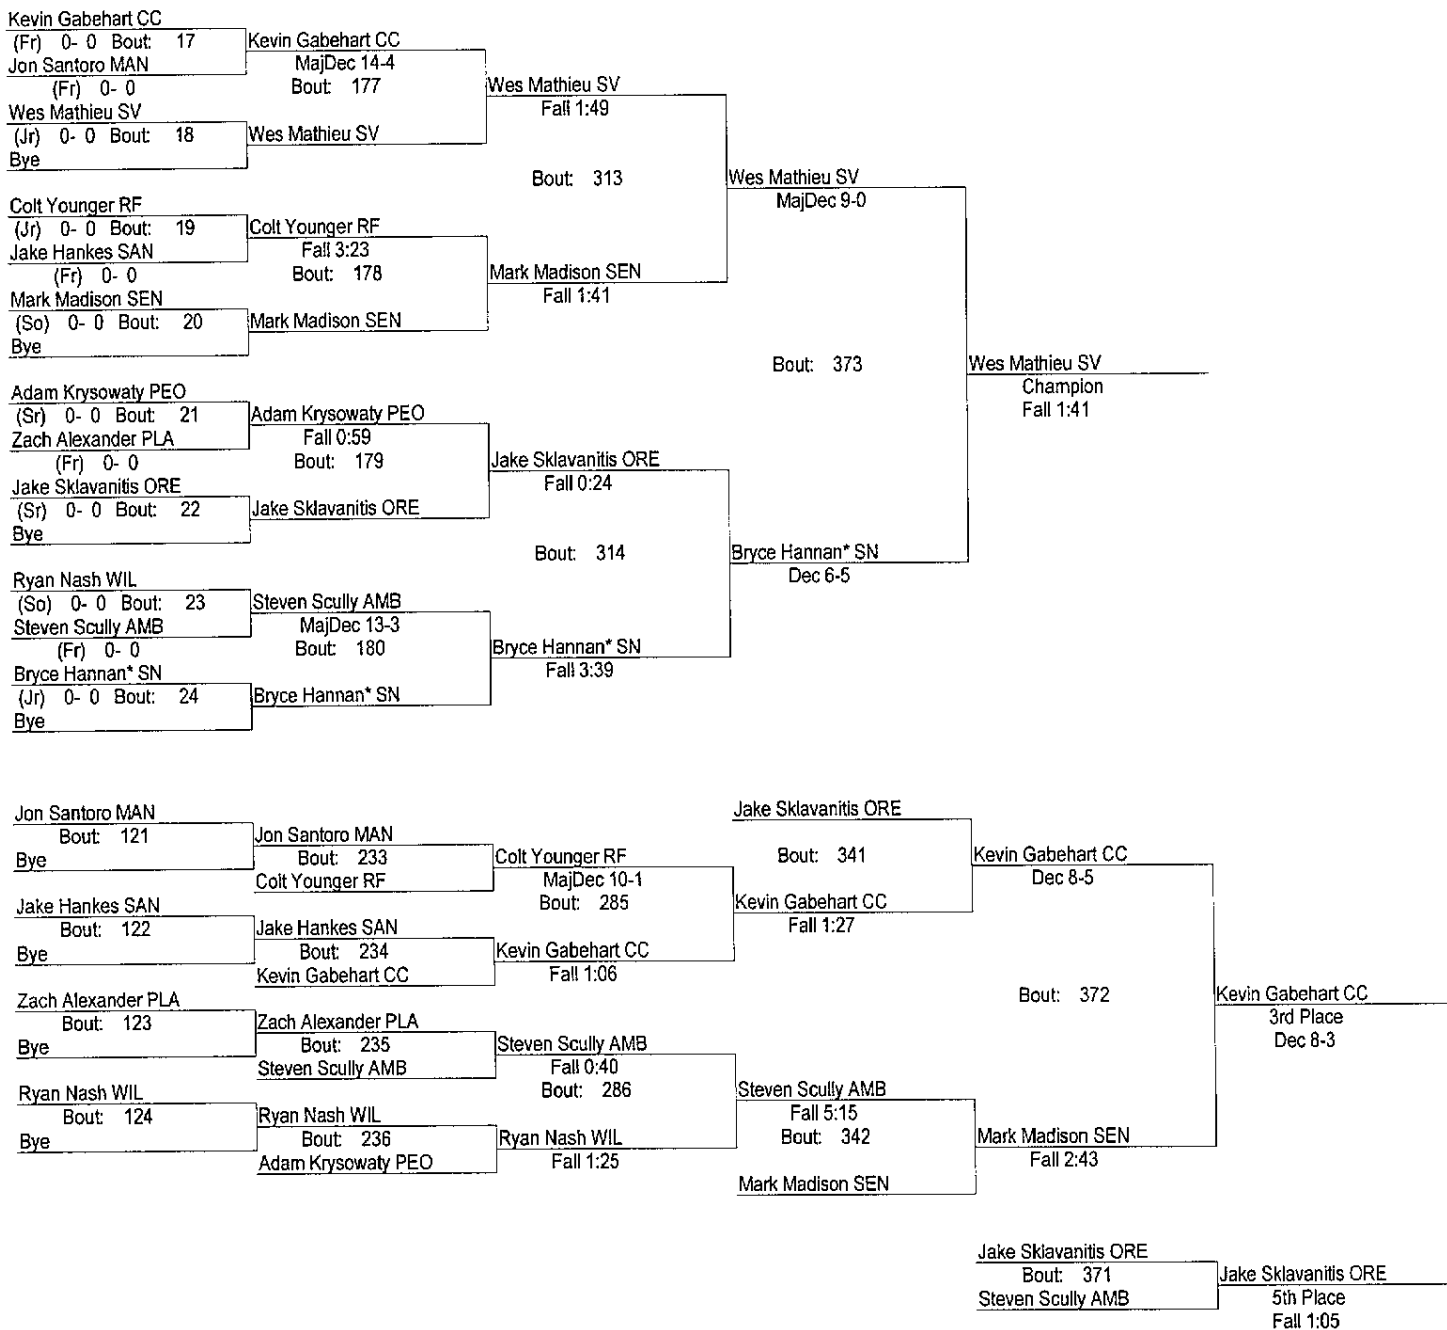 Kevin Gabehart CC
(Fr) 0- 0 Bout: 17
Jon Santoro MAN
(Fr) 0- 0
Wes Mathieu SV
(Jr) 0- 0 Bout: 18
Bye
Colt Younger RF
(Jr) 0- 0 Bout: 19
Jake Hankes SAN
(Fr) 0- 0
Mark Madison SEN
(So) 0- 0 Bout: 20
Bye
Adam Krysowaty PEO
(Sr) 0- 0 Bout: 21
Zach Alexander PLA
(Fr) 0- 0
Jake Sklavanitis ORE
(Sr) 0- 0 Bout: 22
Bye
Ryan Nash WIL
(So) 0- 0 Bout: 23
Steven Scully AMB
(Fr) 0- 0
Bryce Hannan* SN
(Jr) 0- 0 Bout: 24
Bye
Kevin Gabehart CC
MajDec 14-4
Bout: 177
Wes Mathieu SV
Colt Younger RF
Fall 3:23
Bout: 178
Mark Madison SEN
Adam Krysowaty PEO
Fall 0:59
Bout: 179
Jake Sklavanitis ORE
Steven Scully AMB
MajDec 13-3
Bout: 180
Bryce Hannan* SN
Wes Mathieu SV
Fall 1:49
Bout: 313
Mark Madison SEN
Fall 1:41
Jake Sklavanitis ORE
Fall 0:24
Bout: 314
Bryce Hannan* SN
Fall 3:39
Wes Mathieu SV
MajDec 9-0
Bout: 373
Bryce Hannan* SN
Dec 6-5
Wes Mathieu SV
Champion
Fall 1:41
Jon Santoro MAN
Bout: 121
Bye
Jake Hankes SAN
Bout: 122
Bye
Zach Alexander PLA
Bout: 123
Bye
Ryan Nash WIL
Bout: 124
Bye
Jon Santoro MAN
Bout: 233
Colt Younger RF
Jake Hankes SAN
Bout: 234
Kevin Gabehart CC
Zach Alexander PLA
Bout: 235
Steven Scully AMB
Ryan Nash WIL
Bout: 236
Adam Krysowaty PEO
Colt Younger RF
MajDec 10-1
Bout: 285
Kevin Gabehart CC
Fall 1:06
Steven Scully AMB
Fall 0:40
Bout: 286
Ryan Nash WIL
Fall 1:25
Jake Sklavanitis ORE
Bout: 341
Kevin Gabehart CC
Fall 1:27
Steven Scully AMB
Fall 5:15
Bout: 342
Mark Madison SEN
Kevin Gabehart CC
Dec 8-5
Bout: 372
Mark Madison SEN
Fall 2:43
Kevin Gabehart CC
3rd Place
Dec 8-3
Jake Sklavanitis ORE
Bout: 371
Steven Scully AMB
Jake Sklavanitis ORE
5th Place
Fall 1:05